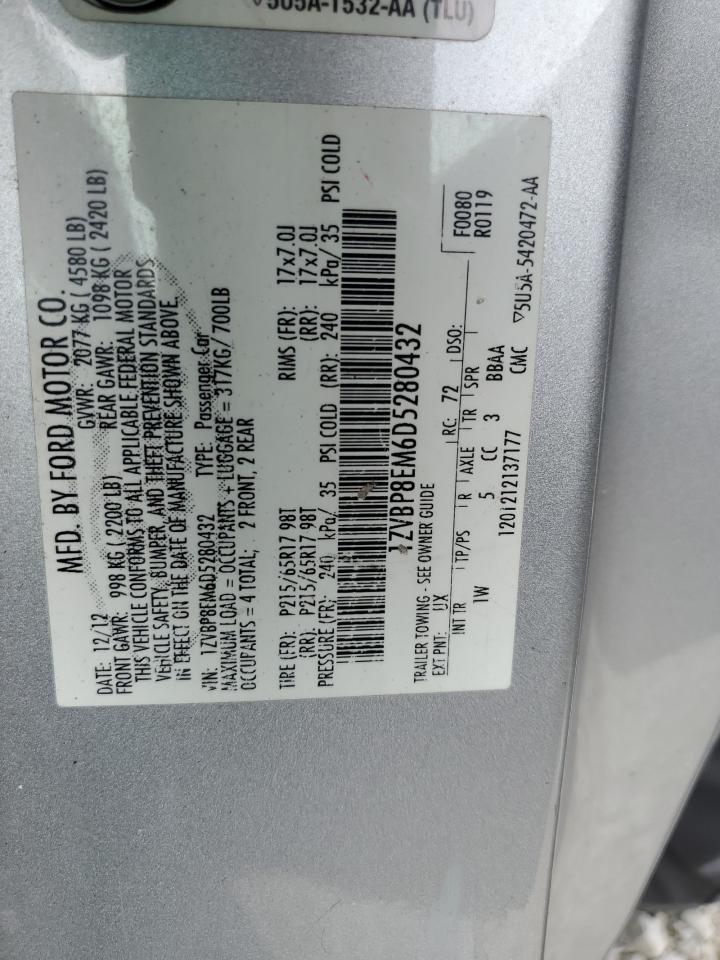 ▽5U5A-1532-AA (TLU)
MFD. BY FORD MOTOR CO.
DATE: 12/12 GVWR: 2077 KG ( 4580 LB)
FRONT GAWR: 998 KG ( 2200 LB) REAR GAWR: 1098 KG ( 2420 LB)
THIS VEHICLE CONFORMS TO ALL APPLICABLE FEDERAL MOTOR
VEHICLE SAFETY, BUMPER, AND THEFT PREVENTION STANDARDS
IN EFFECT ON THE DATE OF MANUFACTURE SHOWN ABOVE.
VIN: 1ZVBP8EM6D5280432 TYPE: Passenger Car
MAXIMUM LOAD = OCCUPANTS + LUGGAGE = 317KG/700LB
OCCUPANTS = 4 TOTAL; 2 FRONT, 2 REAR
TIRE (FR): P215/65R17 98T RIMS (FR): 17x7.0J
(RR): P215/65R17 98T (RR): 17x7.0J
PRESSURE (FR): 240 kPa/ 35 PSI COLD (RR): 240 kPa/ 35 PSI COLD
1ZVBP8EM6D5280432
TRAILER TOWING - SEE OWNER GUIDE
EXT PNT: UX RC: 72 DSO: F0080
R0119
INT TR TP/PS R AXLE TR SPR
1W 5 CC 3 BBAA
120i212137177 CMC
▽5U5A-5420472-AA